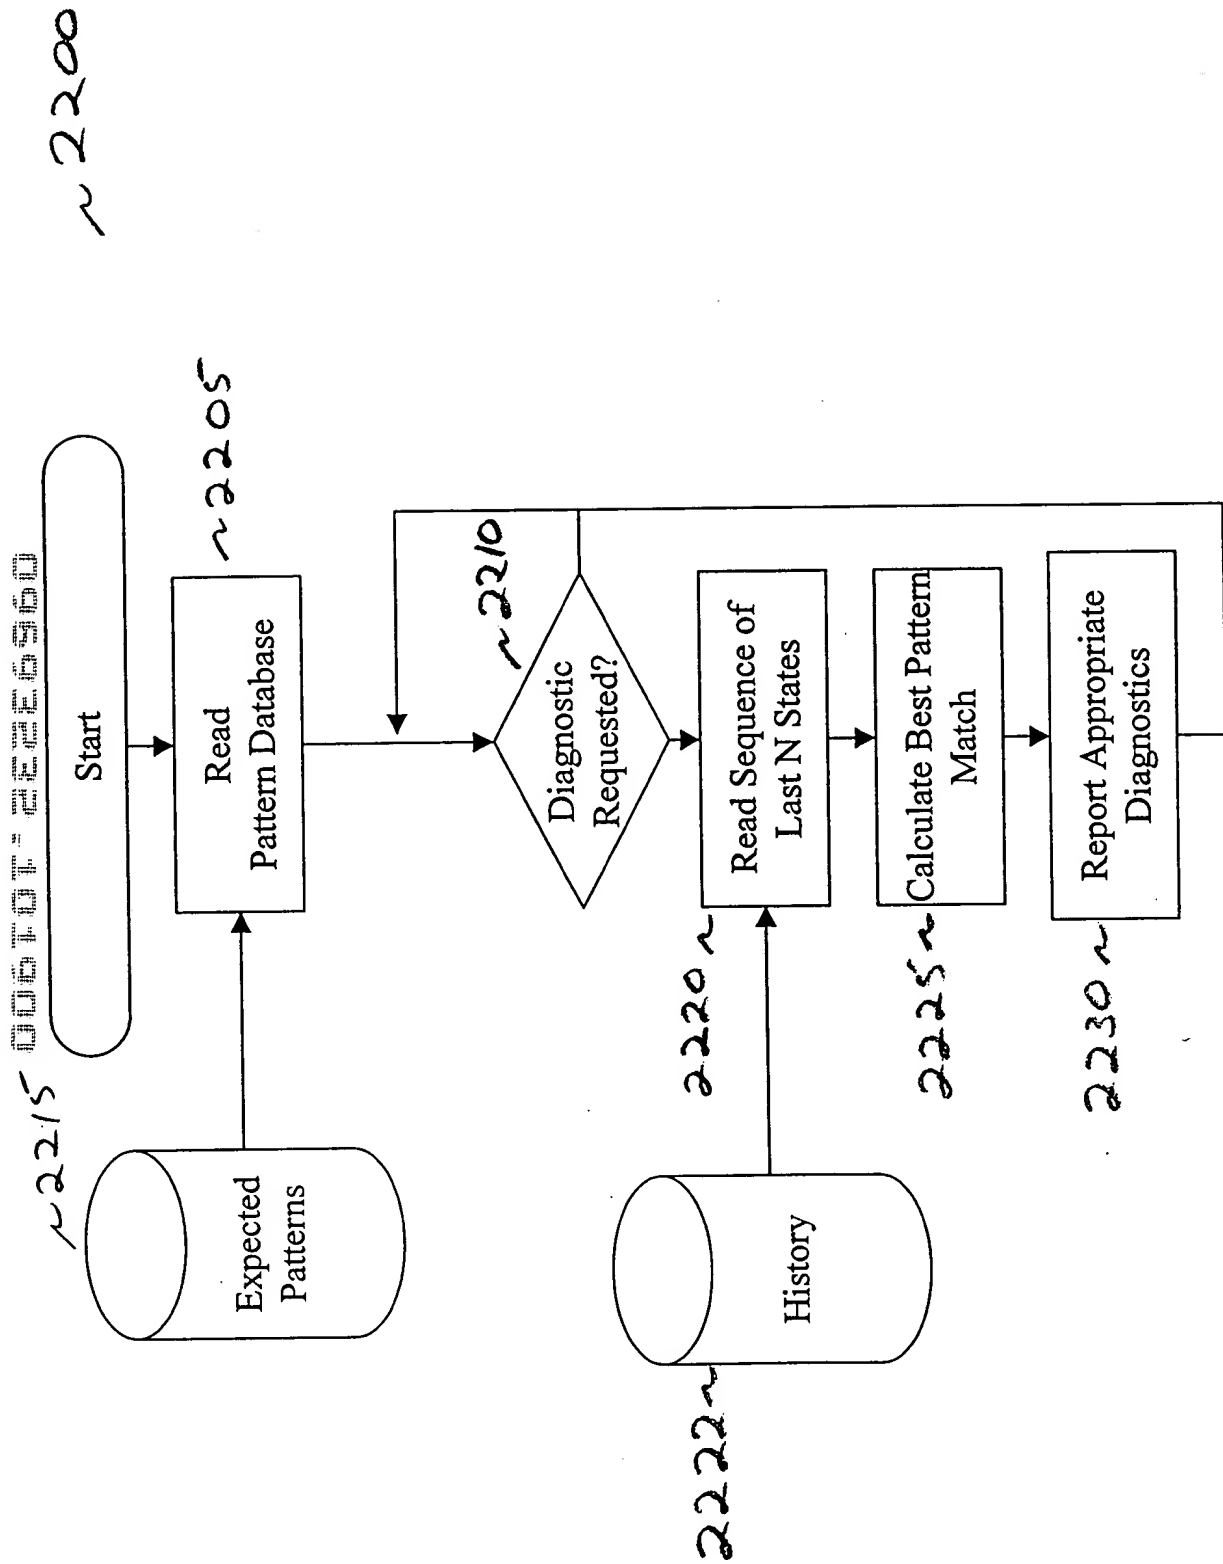 ~2200
~2215
Start
Read
Pattern Database
~2205
Expected
Patterns
~2210
Diagnostic
Requested?
2220~
Read Sequence of
Last N States
2222~
History
2225~
Calculate Best Pattern
Match
2230~
Report Appropriate
Diagnostics